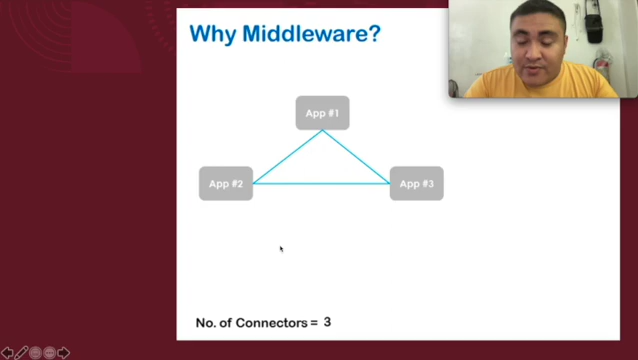 Why Middleware?
App #1
App #2
App #3
No. of Connectors = 3